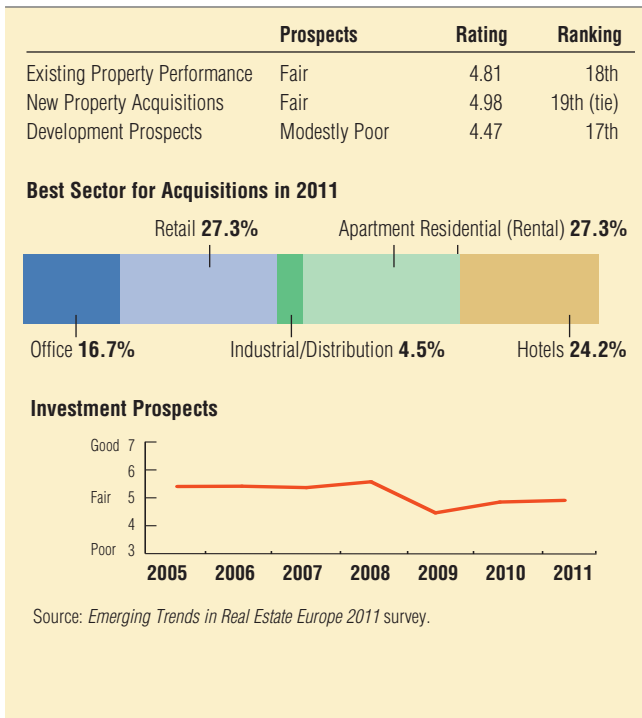 Prospects Rating Ranking
Existing Property Performance Fair 4.81 18th
New Property Acquisitions Fair 4.98 19th (tie)
Development Prospects Modestly Poor 4.47 17th
Best Sector for Acquisitions in 2011
Retail 27.3% Apartment Residential (Rental) 27.3%
Office 16.7% Industrial/Distribution 4.5% Hotels 24.2%
Investment Prospects
Good 7
6
Fair 5
4
Poor 3
2005 2006 2007 2008 2009 2010 2011
Source: Emerging Trends in Real Estate Europe 2011 survey.